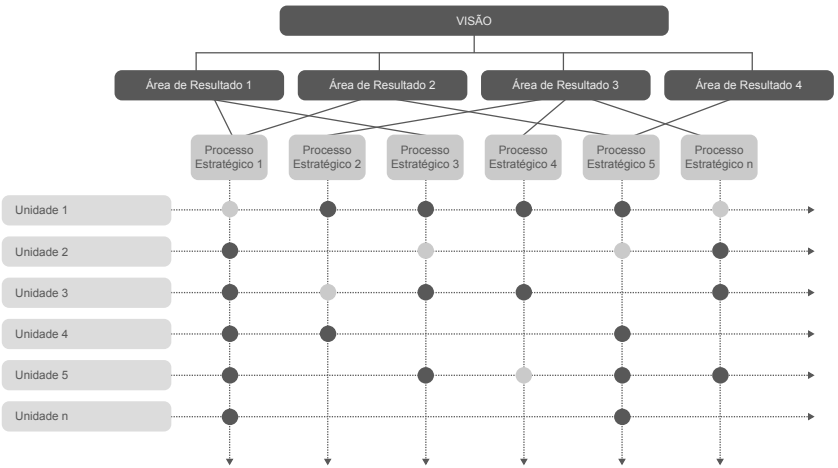 VISÃO
Área de Resultado 1
Área de Resultado 2
Área de Resultado 3
Área de Resultado 4
Processo
Estratégico 1
Processo
Estratégico 2
Processo
Estratégico 3
Processo
Estratégico 4
Processo
Estratégico 5
Processo
Estratégico n
Unidade 1
Unidade 2
Unidade 3
Unidade 4
Unidade 5
Unidade n